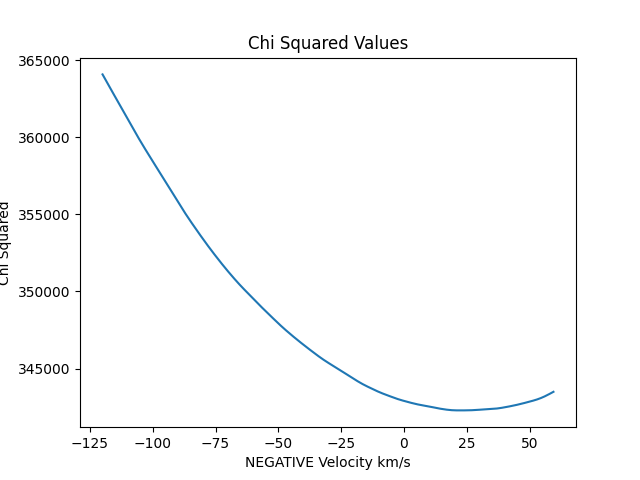 Chi Squared Values
365000
360000
355000
350000
345000
Chi Squared
−125 −100 −75 −50 −25 0 25 50
NEGATIVE Velocity km/s